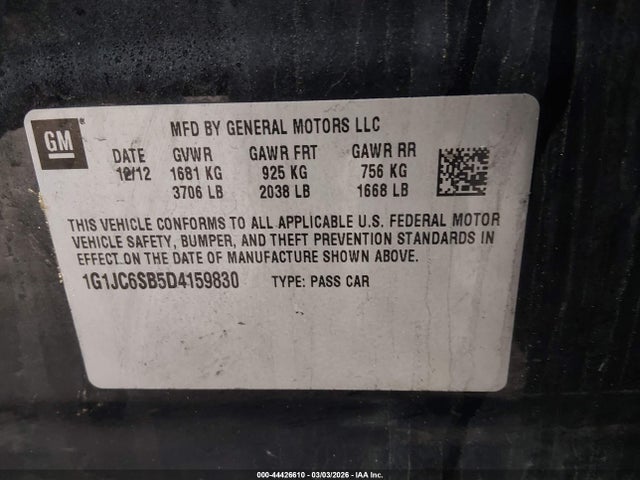 GM®
MFD BY GENERAL MOTORS LLC
DATE GVWR GAWR FRT GAWR RR
12/12 1681 KG 925 KG 756 KG
3706 LB 2038 LB 1668 LB
THIS VEHICLE CONFORMS TO ALL APPLICABLE U.S. FEDERAL MOTOR
VEHICLE SAFETY, BUMPER, AND THEFT PREVENTION STANDARDS IN
EFFECT ON THE DATE OF MANUFACTURE SHOWN ABOVE.
1G1JC6SB5D4159830 TYPE: PASS CAR
000-44426610 - 03/03/2026 - IAAI.COM